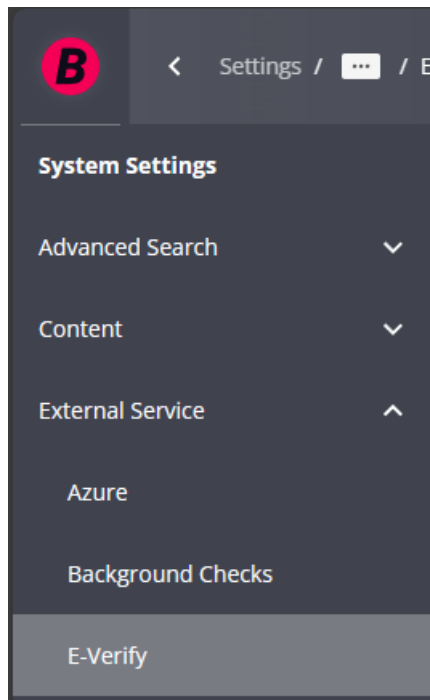 B
Settings / ... / E
System Settings
Advanced Search
Content
External Service
Azure
Background Checks
E-Verify